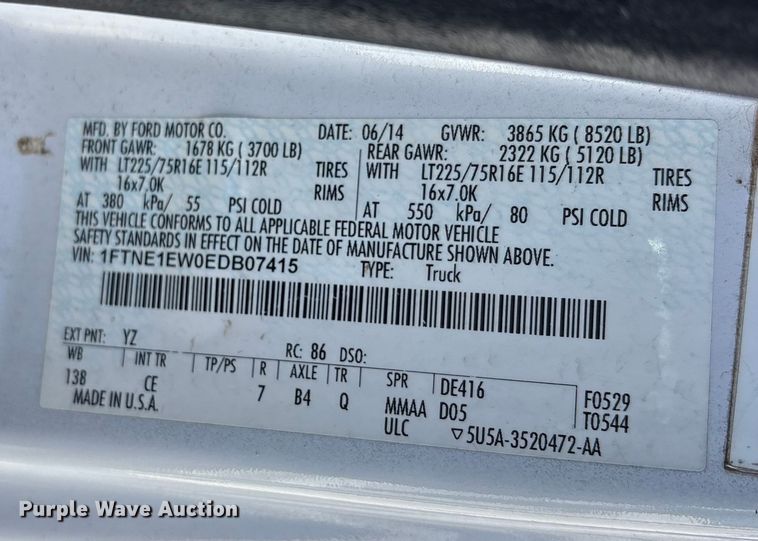 MFD. BY FORD MOTOR CO. DATE: 06/14 GVWR: 3865 KG ( 8520 LB)
FRONT GAWR: 1678 KG ( 3700 LB) REAR GAWR: 2322 KG ( 5120 LB)
WITH LT225/75R16E 115/112R TIRES WITH LT225/75R16E 115/112R TIRES
16x7.0K RIMS 16x7.0K RIMS
AT 380 kPa/ 55 PSI COLD AT 550 kPa/ 80 PSI COLD
THIS VEHICLE CONFORMS TO ALL APPLICABLE FEDERAL MOTOR VEHICLE
SAFETY STANDARDS IN EFFECT ON THE DATE OF MANUFACTURE SHOWN ABOVE.
VIN: 1FTNE1EW0EDB07415 TYPE: Truck
EXT PNT: YZ RC: 86 DSO:
WB INT TR TP/PS R AXLE TR SPR DE416 F0529
138 CE 7 B4 Q MMAA D05 T0544
MADE IN U.S.A. ULC ▽5U5A-3520472-AA
Purple Wave Auction